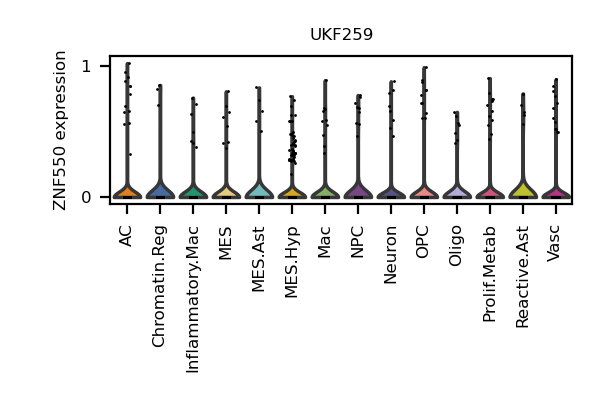 UKF259
ZNF550 expression
1
0
AC
Chromatin.Reg
Inflammatory.Mac
MES
MES.Ast
MES.Hyp
Mac
NPC
Neuron
OPC
Oligo
Prolif.Metab
Reactive.Ast
Vasc